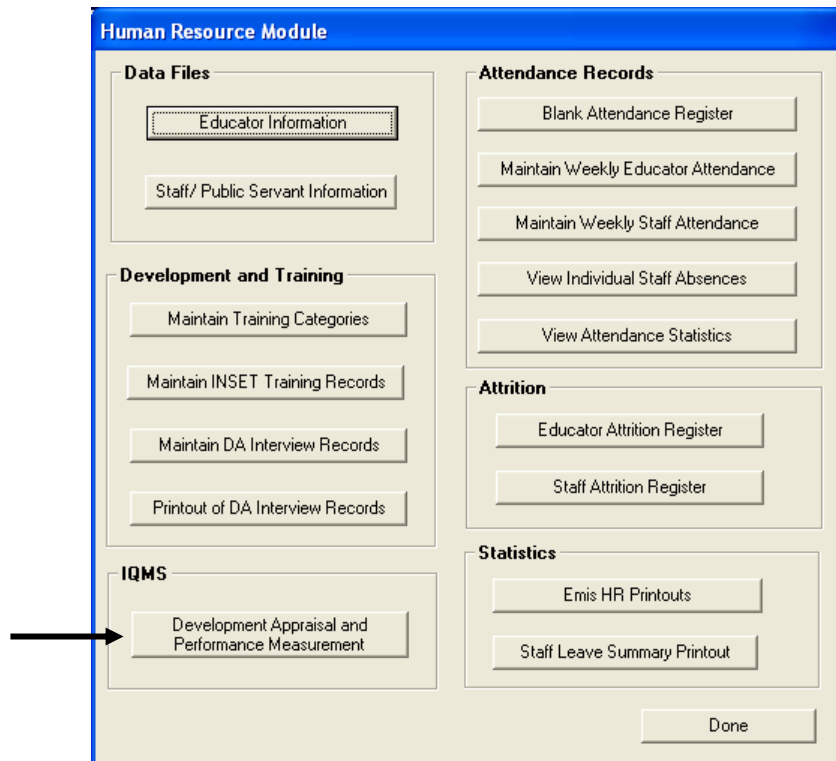 Human Resource Module
Data Files
Educator Information
Staff/ Public Servant Information
Development and Training
Maintain Training Categories
Maintain INSET Training Records
Maintain DA Interview Records
Printout of DA Interview Records
IQMS
Development Appraisal and
Performance Measurement
Attendance Records
Blank Attendance Register
Maintain Weekly Educator Attendance
Maintain Weekly Staff Attendance
View Individual Staff Absences
View Attendance Statistics
Attrition
Educator Attrition Register
Staff Attrition Register
Statistics
Emis HR Printouts
Staff Leave Summary Printout
Done